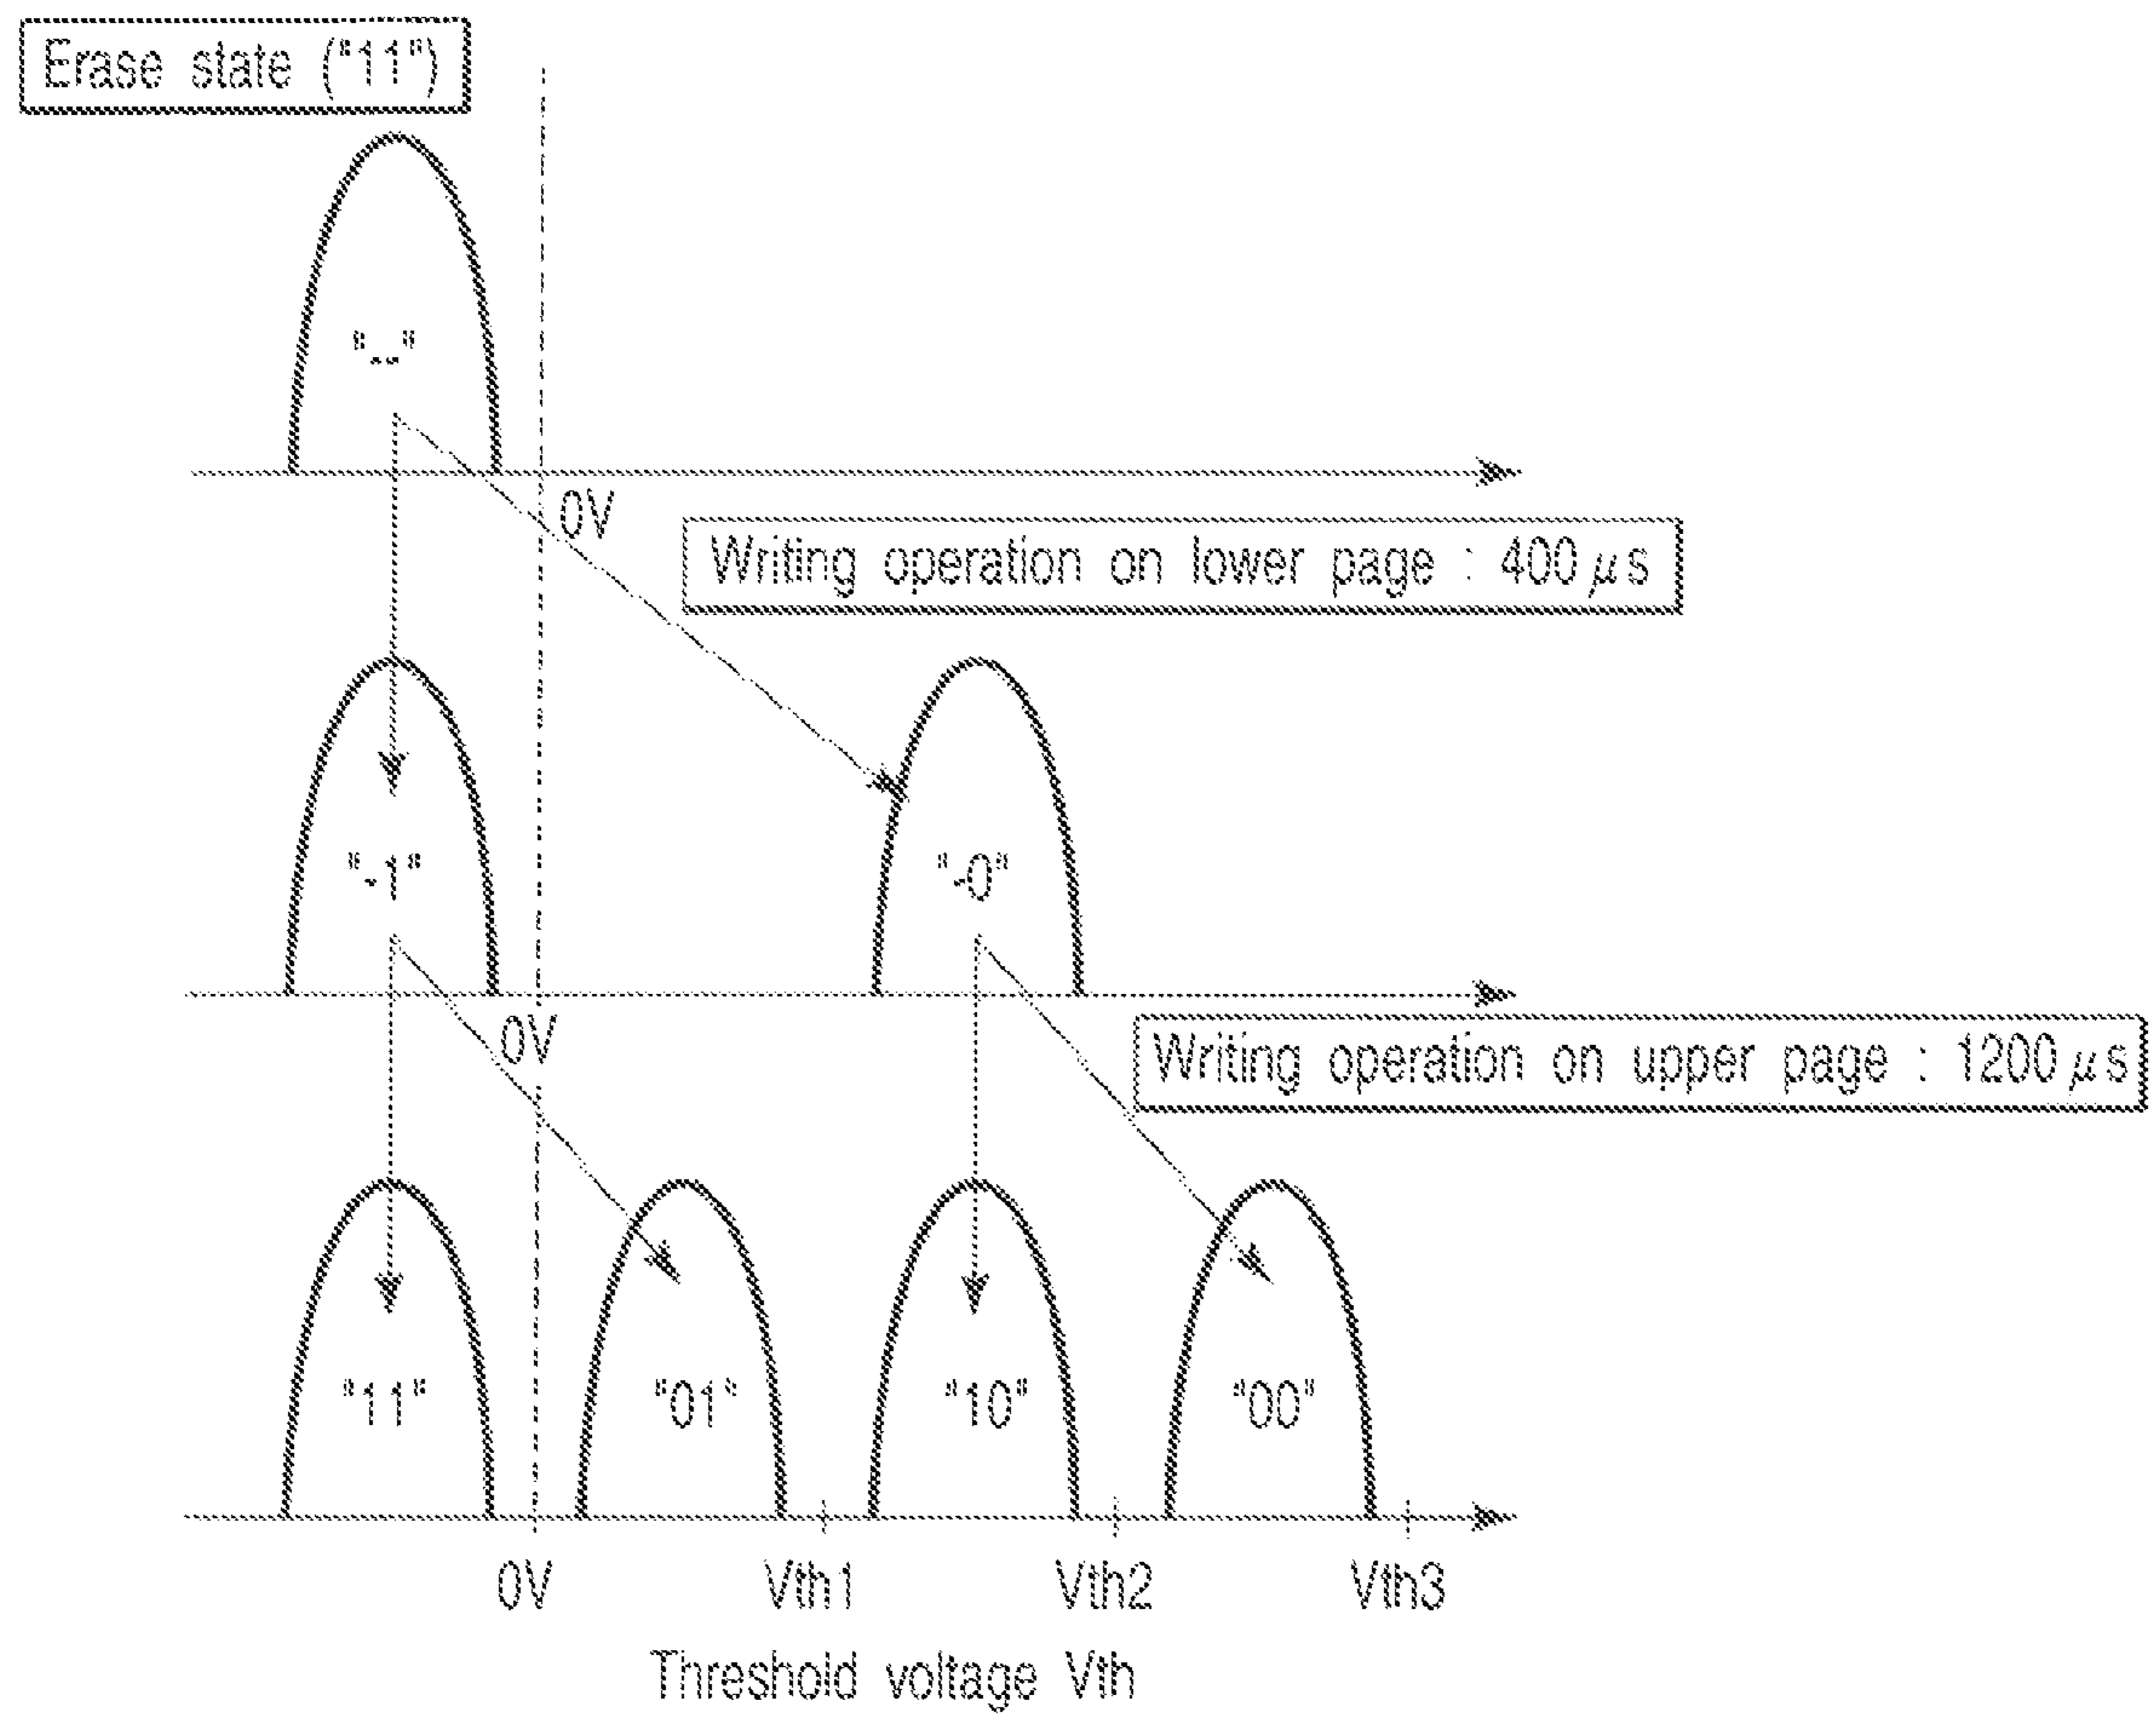 Erase state ("11")
"--"
0V
Writing operation on lower page : 400μs
"-1"
"-0"
0V
Writing operation on upper page : 1200μs
"11"
"01"
"10"
"00"
0V
Vth1
Vth2
Vth3
Threshold voltage Vth